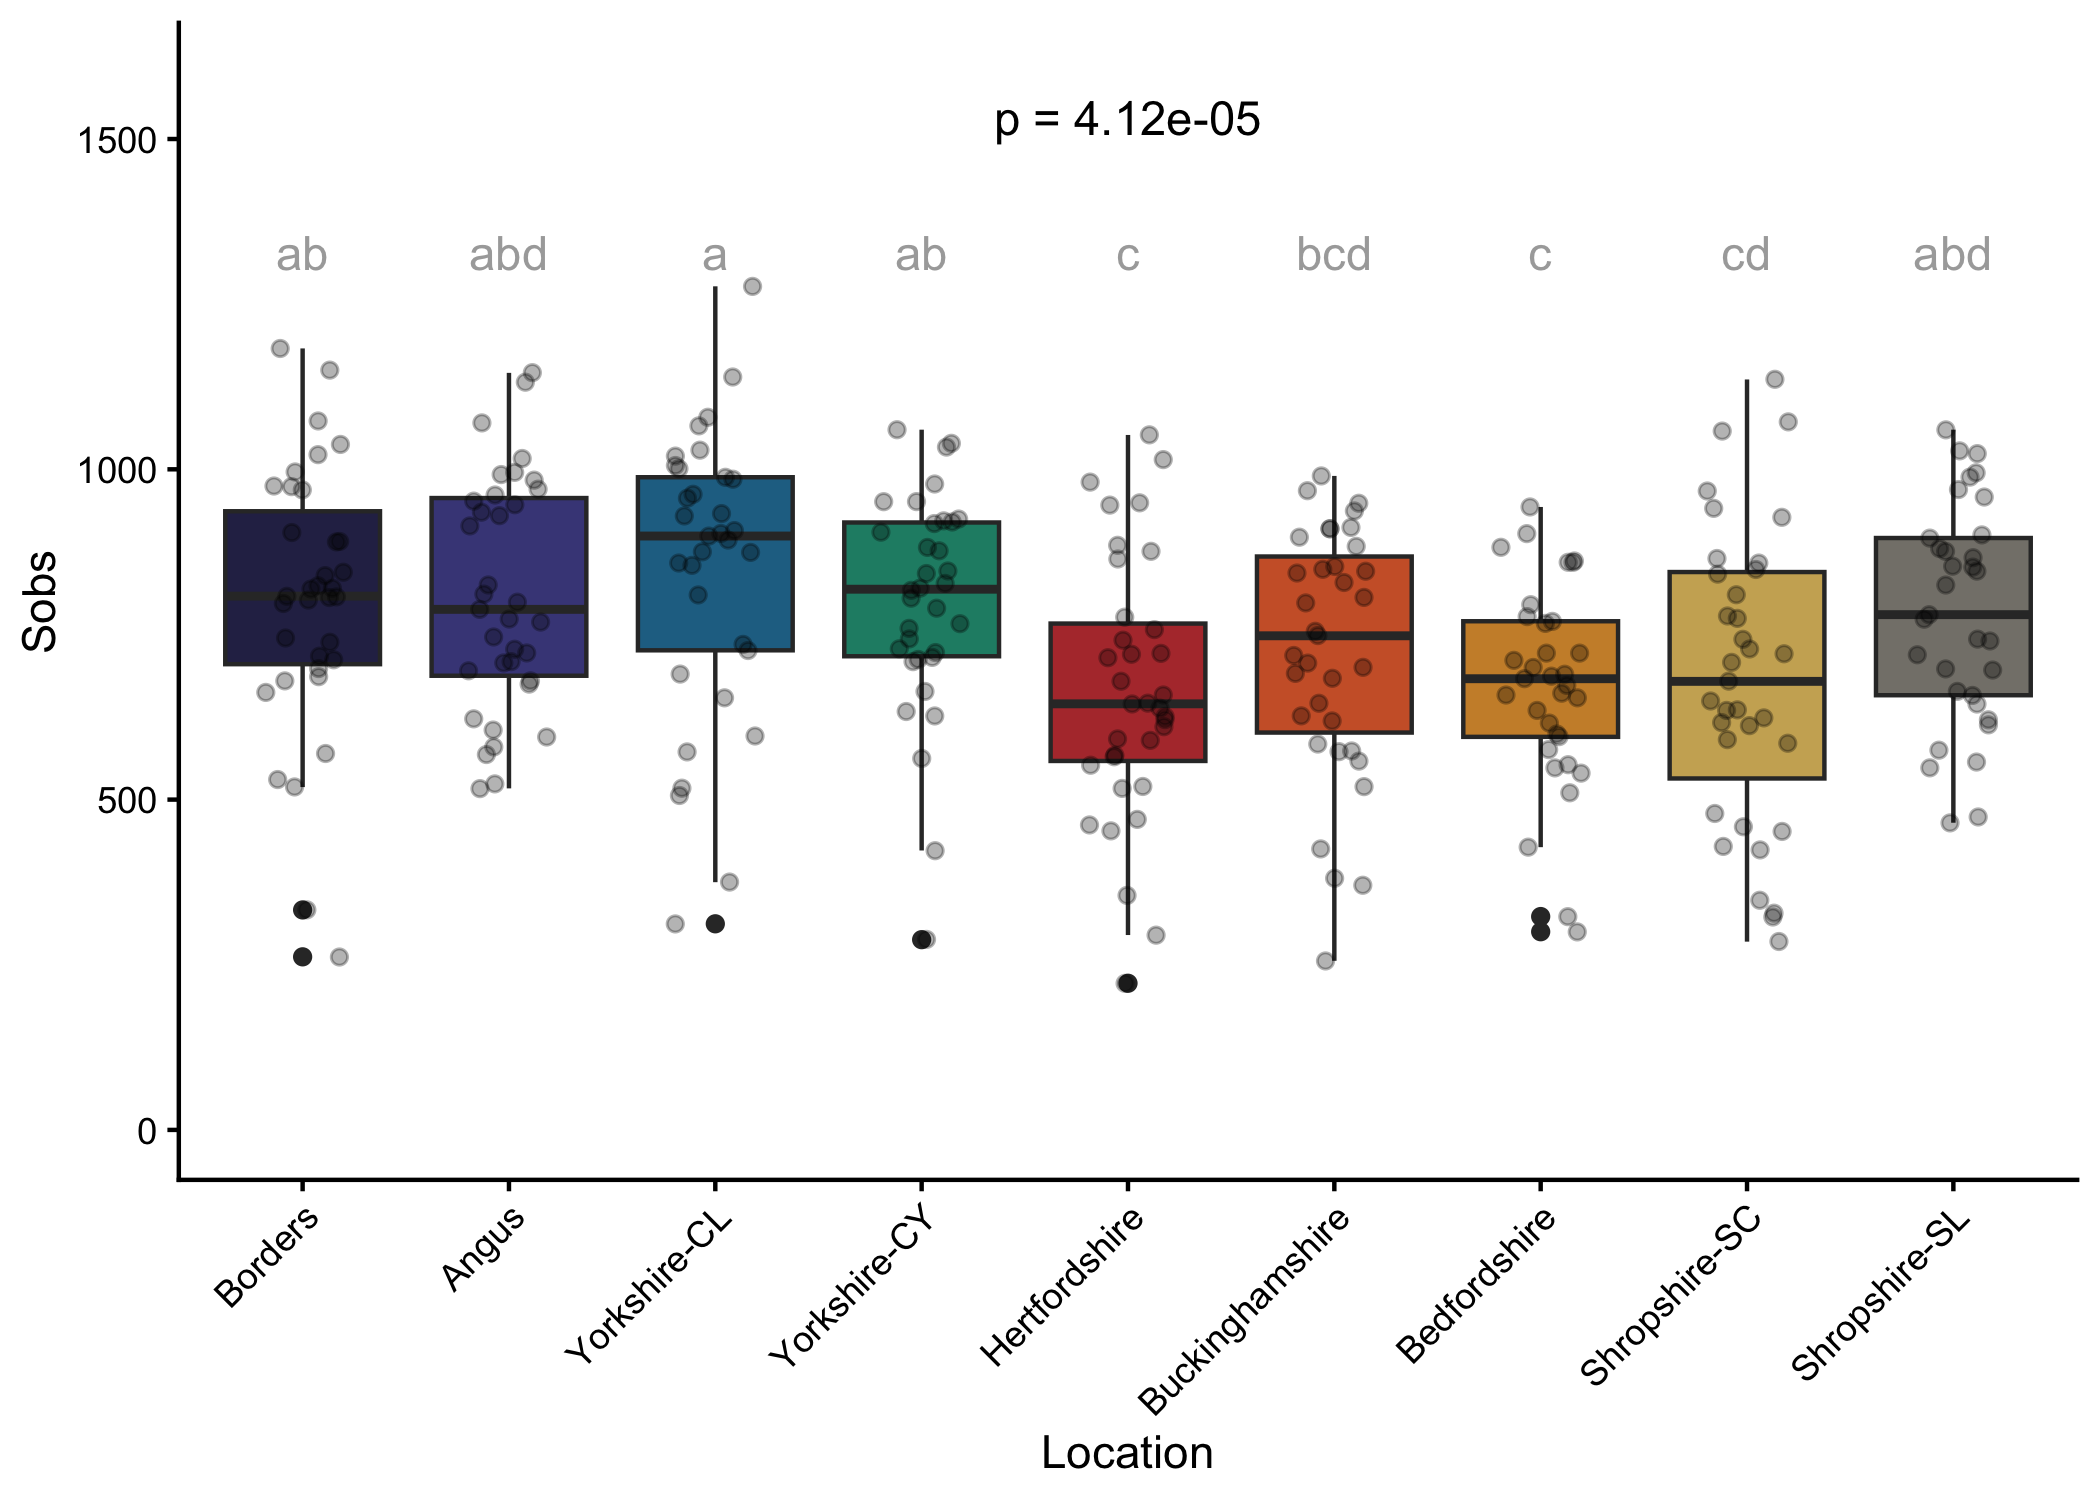 p = 4.12e-05
ab abd a ab c bcd c cd abd
1500
1000
500
0
Sobs
Borders
Angus
Yorkshire-CL
Yorkshire-CY
Hertfordshire
Buckinghamshire
Bedfordshire
Shropshire-SC
Shropshire-SL
Location